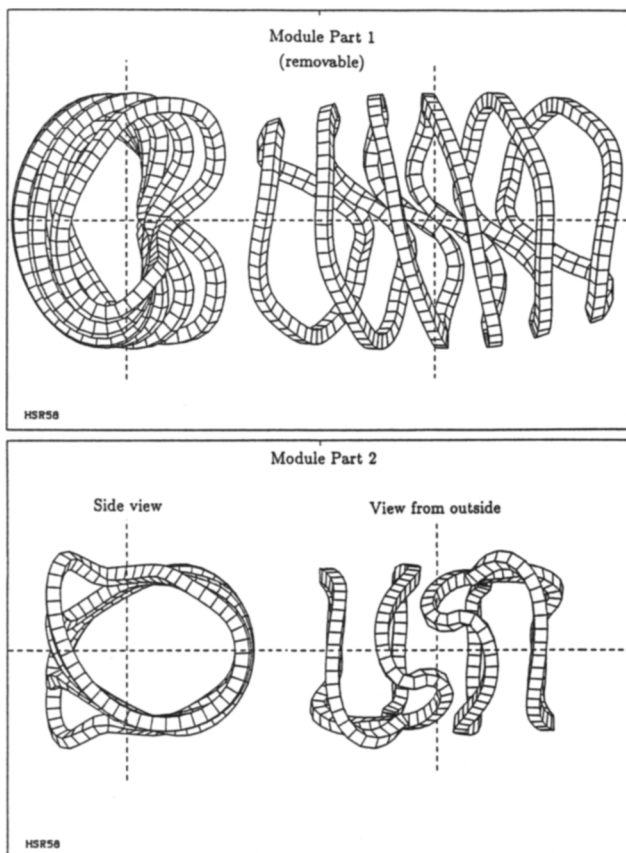 Module Part 1
(removable)
HSR58
Module Part 2
Side view
View from outside
HSR58